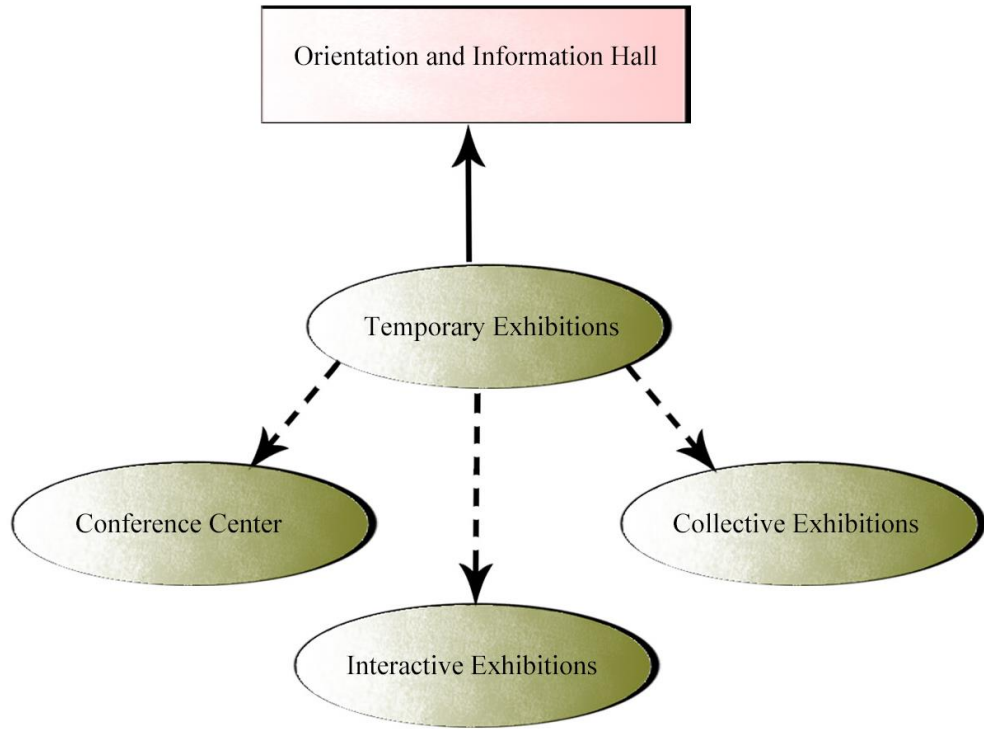 Orientation and Information Hall
Temporary Exhibitions
Conference Center
Collective Exhibitions
Interactive Exhibitions